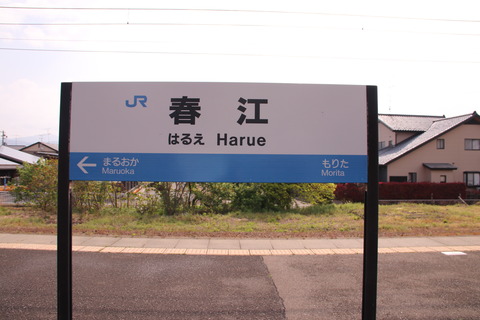 JR 春江
はるえ Harue
← まるおか もりた
Maruoka Morita